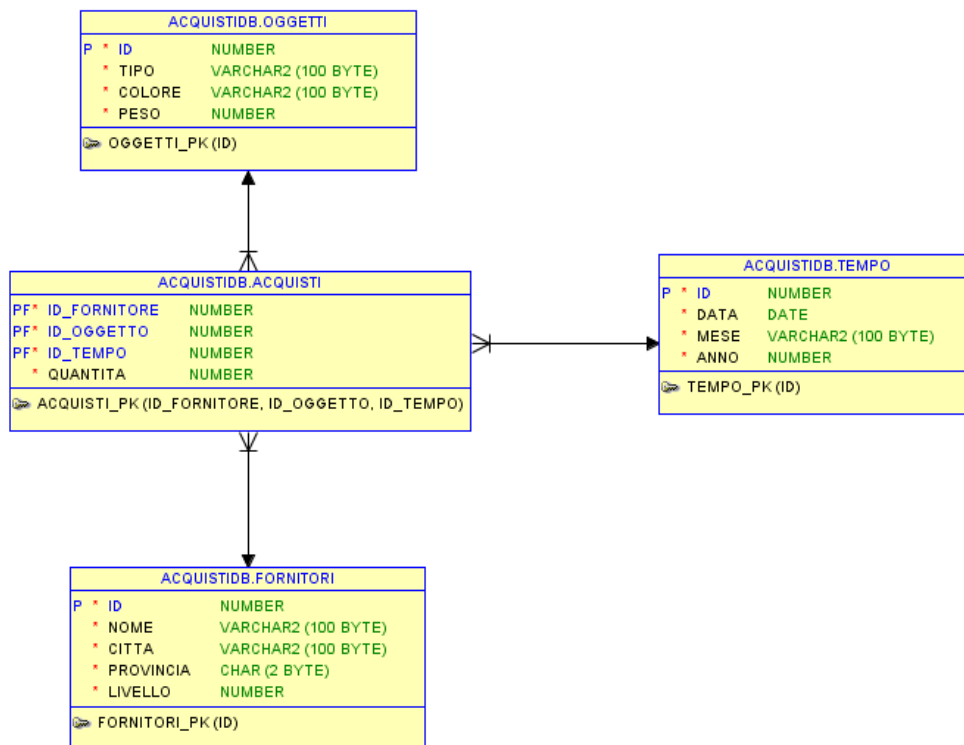 ACQUISTIDB.OGGETTI
P * ID NUMBER
* TIPO VARCHAR2 (100 BYTE)
* COLORE VARCHAR2 (100 BYTE)
* PESO NUMBER
OGGETTI_PK (ID)
ACQUISTIDB.ACQUISTI
PF* ID_FORNITORE NUMBER
PF* ID_OGGETTO NUMBER
PF* ID_TEMPO NUMBER
* QUANTITA NUMBER
ACQUISTI_PK (ID_FORNITORE, ID_OGGETTO, ID_TEMPO)
ACQUISTIDB.TEMPO
P * ID NUMBER
* DATA DATE
* MESE VARCHAR2 (100 BYTE)
* ANNO NUMBER
TEMPO_PK (ID)
ACQUISTIDB.FORNITORI
P * ID NUMBER
* NOME VARCHAR2 (100 BYTE)
* CITTA VARCHAR2 (100 BYTE)
* PROVINCIA CHAR (2 BYTE)
* LIVELLO NUMBER
FORNITORI_PK (ID)